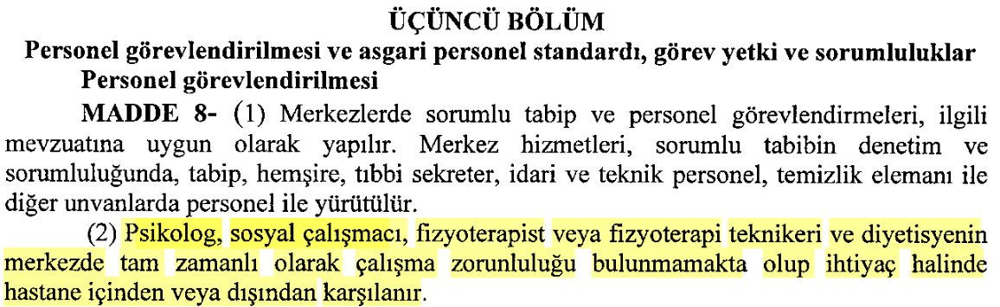 ÜÇÜNCÜ BÖLÜM
Personel görevlendirilmesi ve asgari personel standardı, görev yetki ve sorumluluklar
Personel görevlendirilmesi
MADDE 8- (1) Merkezlerde sorumlu tabip ve personel görevlendirmeleri, ilgili
mevzuatına uygun olarak yapılır. Merkez hizmetleri, sorumlu tabibin denetim ve
sorumluluğunda, tabip, hemşire, tıbbi sekreter, idari ve teknik personel, temizlik elemanı ile
diğer unvanlarda personel ile yürütülür.
(2) Psikolog, sosyal çalışmacı, fizyoterapist veya fizyoterapi teknikeri ve diyetisyenin
merkezde tam zamanlı olarak çalışma zorunluluğu bulunmamakta olup ihtiyaç halinde
hastane içinden veya dışından karşılanır.